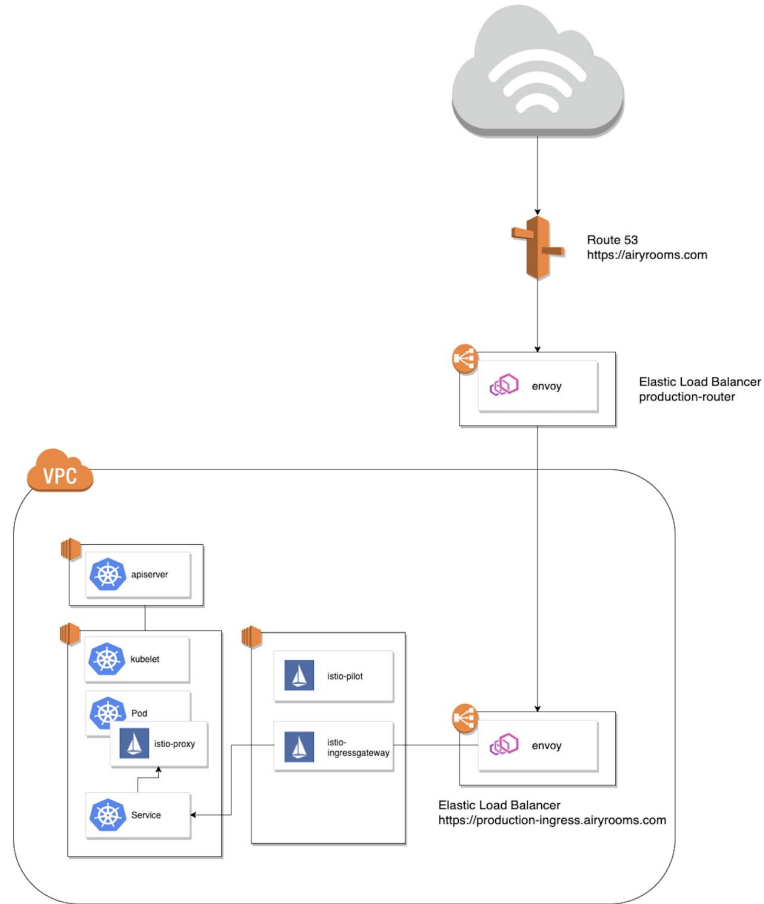 Route 53
https://airyrooms.com
envoy
Elastic Load Balancer
production-router
VPC
apiserver
kubelet
istio-pilot
Pod
istio-proxy
istio-
ingressgateway
envoy
Service
Elastic Load Balancer
https://production-ingress.airyrooms.com